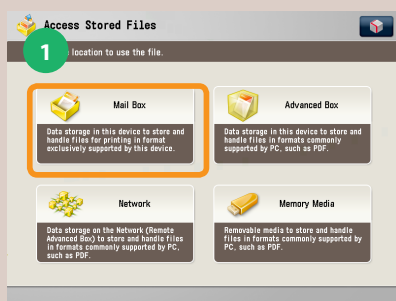 Access Stored Files
1
location to use the file.
Mail Box
Data storage in this device to store and
handle files for printing in format
exclusively supported by this device.
Advanced Box
Data storage in this device to store and
handle files in formats commonly
supported by PC, such as PDF.
Network
Data storage on the Network (Remote
Advanced Box) to store and handle files
in formats commonly supported by PC,
such as PDF.
Memory Media
Removable media to store and handle
files in formats commonly supported by
PC, such as PDF.